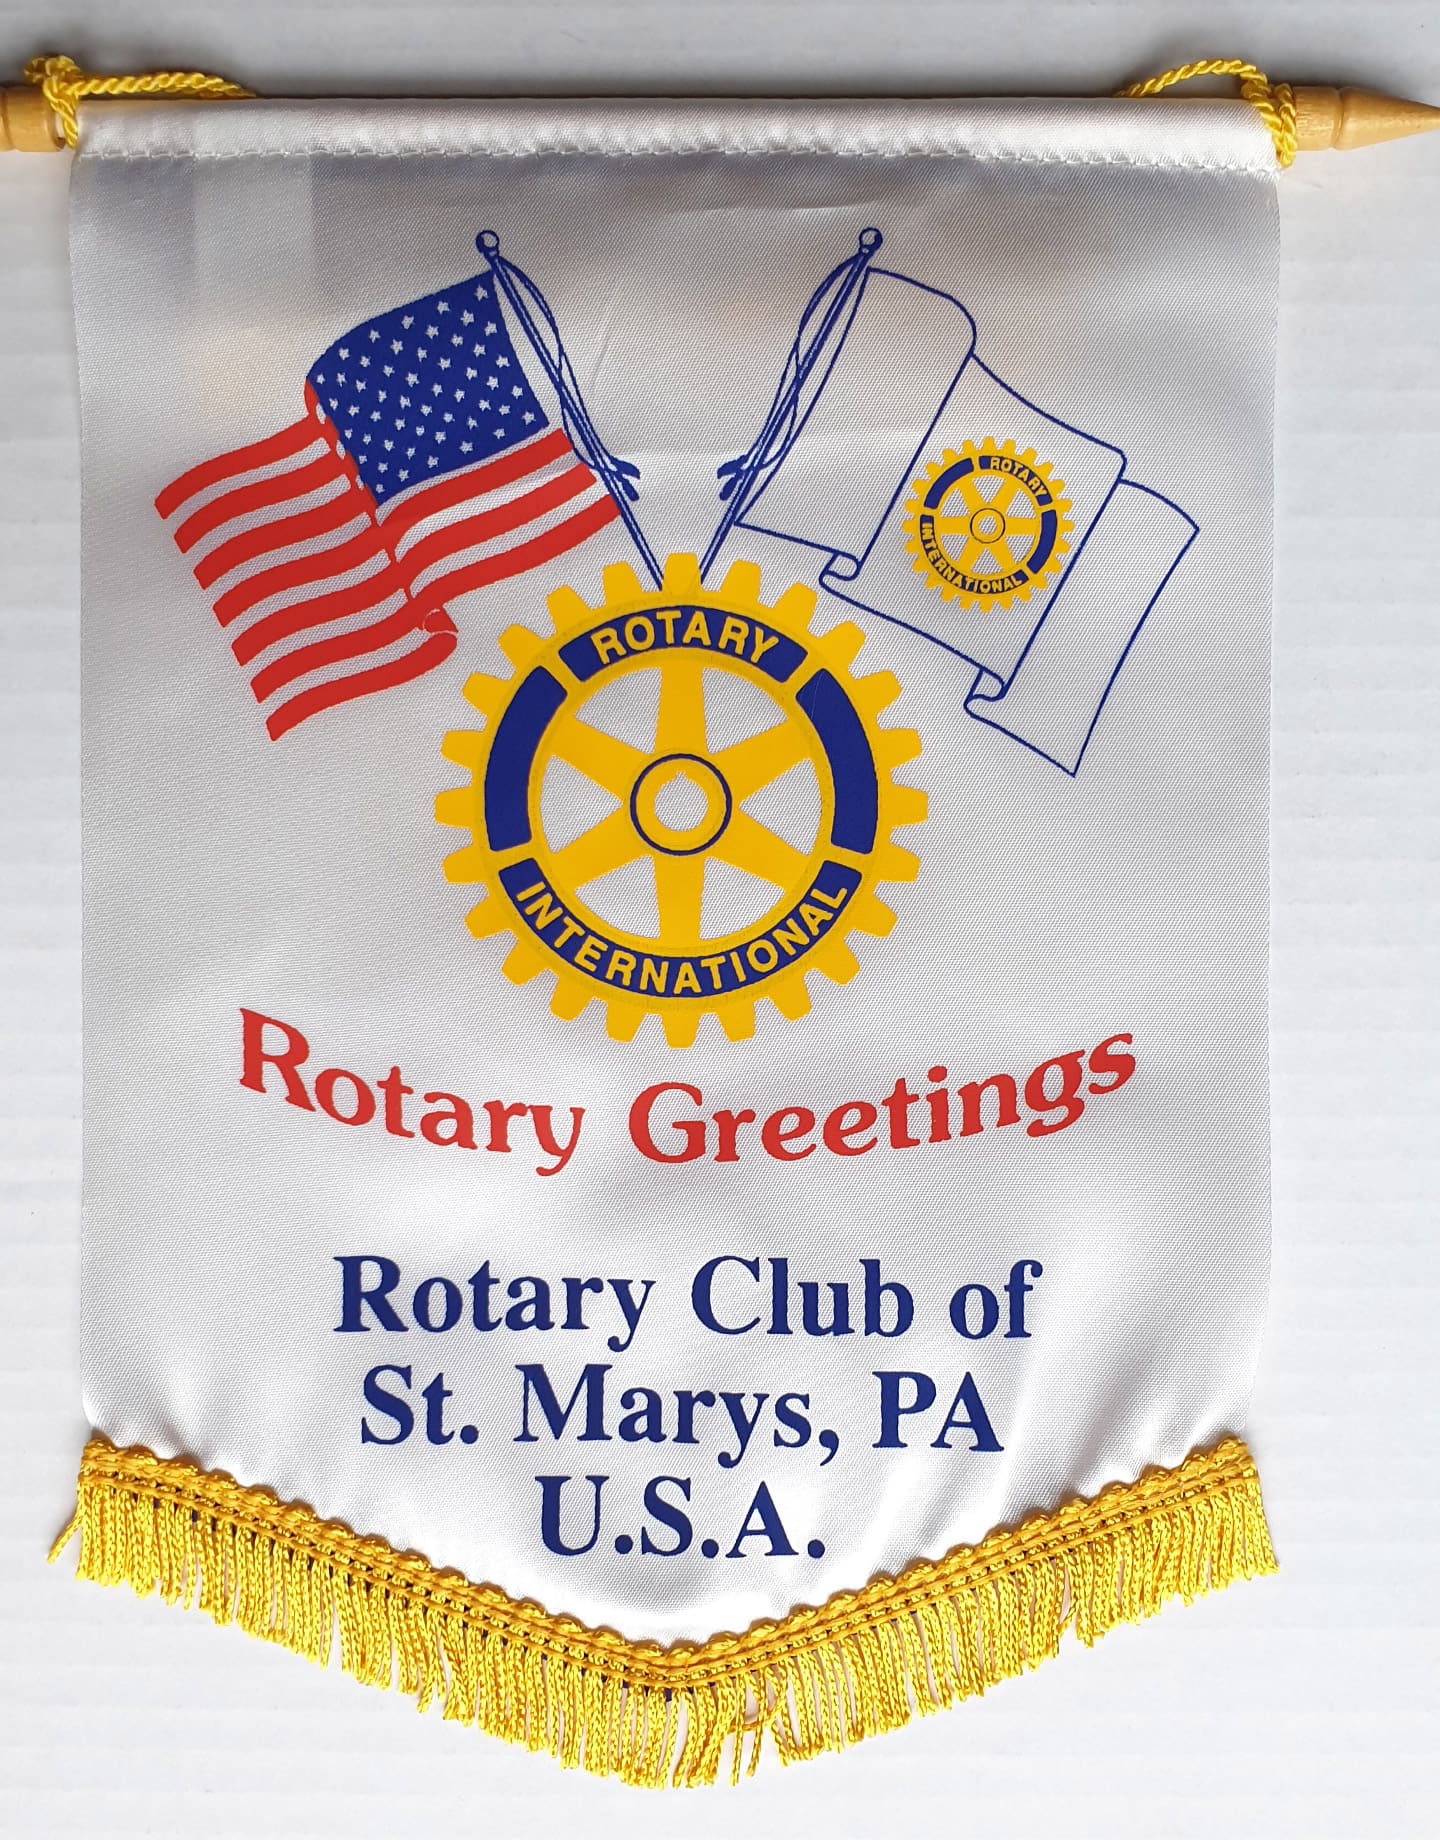 ROTARY
INTERNATIONAL
ROTARY
INTERNATIONAL
Rotary Greetings
Rotary Club of
St. Marys, PA
U.S.A.